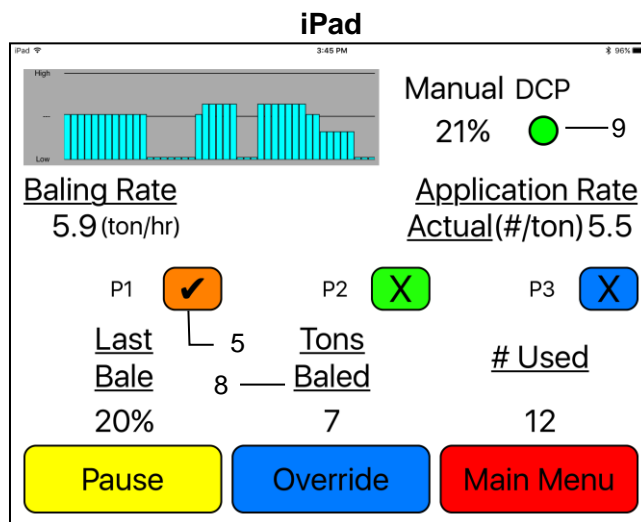 iPad
iPad 3:45 PM 96%
High
Manual DCP
21% 9
Low
Baling Rate Application Rate
5.9 (ton/hr) Actual(#/ton) 5.5
P1 ✔ P2 X P3 X
5
Last Tons # Used
Bale 8 Baled
20% 7 12
Pause Override Main Menu